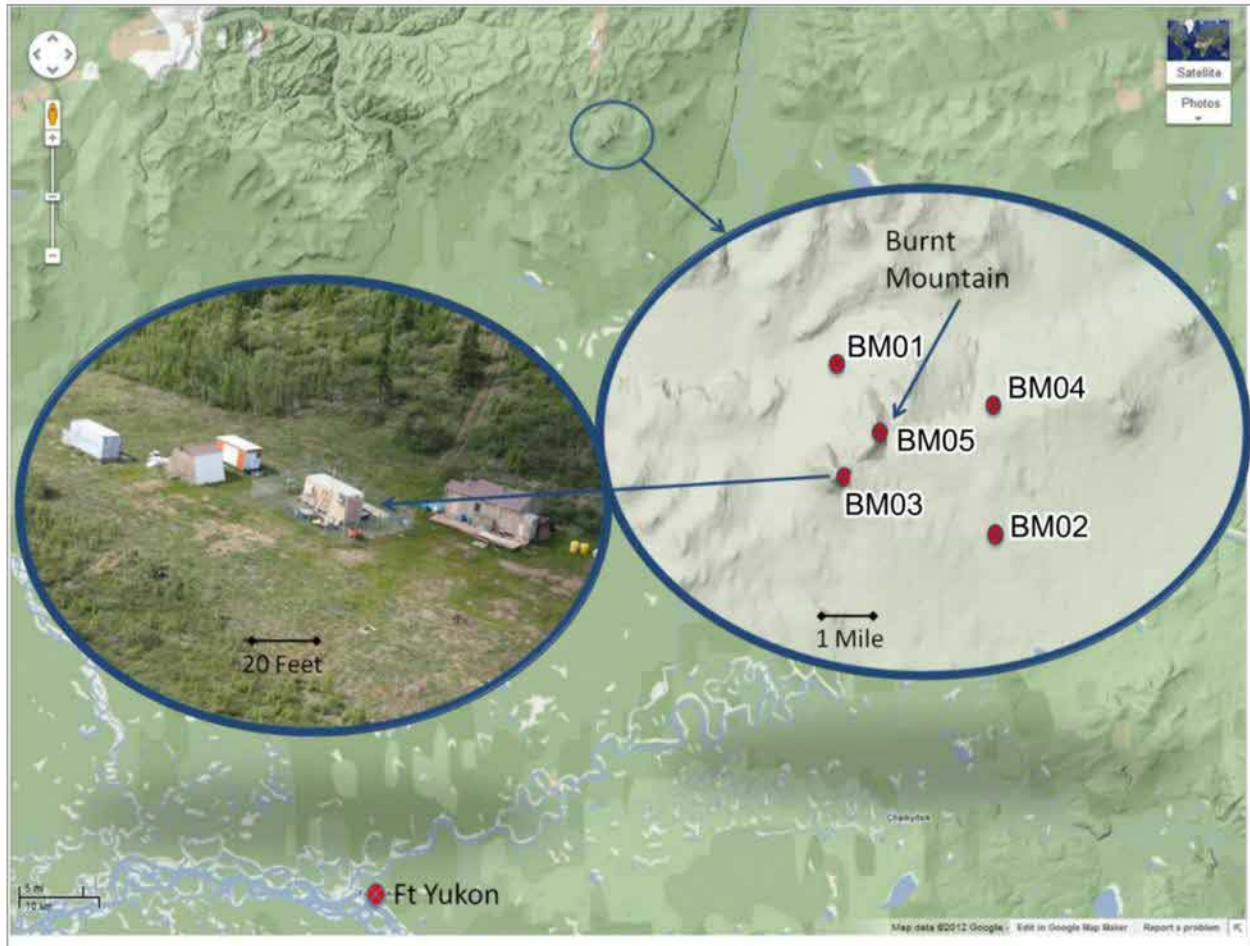 Satellite
Photos
Burnt
Mountain
BM01
BM04
BM05
BM03
BM02
20 Feet
1 Mile
Chalkyitsik
Ft Yukon
5 mi
10 km
Map data ©2012 Google - Edit in Google Map Maker Report a problem